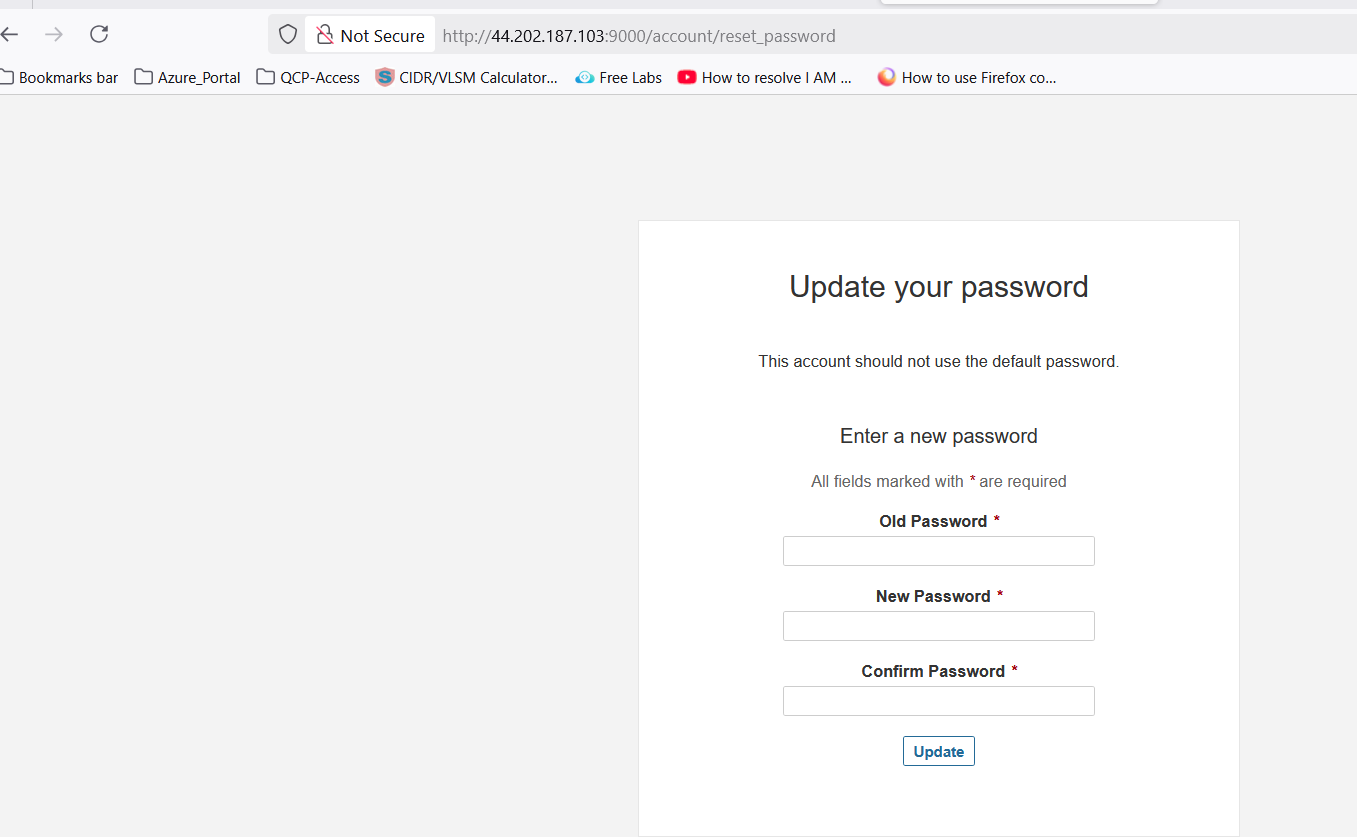 Not Secure http://44.202.187.103:9000/account/reset_password
Bookmarks bar Azure_Portal QCP-Access CIDR/VLSM Calculator... Free Labs How to resolve I AM ... How to use Firefox co...
Update your password
This account should not use the default password.
Enter a new password
All fields marked with * are required
Old Password *
New Password *
Confirm Password *
Update